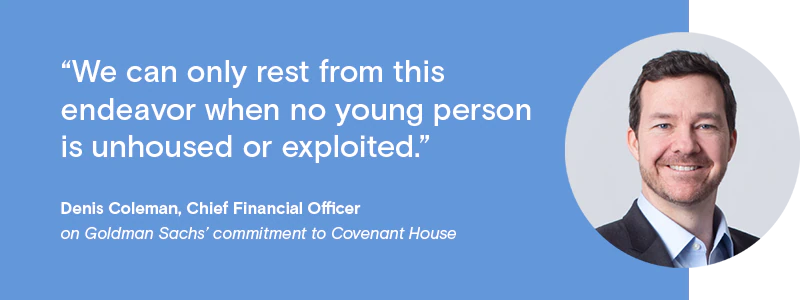 “We can only rest from this
endeavor when no young person
is unhoused or exploited.”
Denis Coleman, Chief Financial Officer
on Goldman Sachs’ commitment to Covenant House